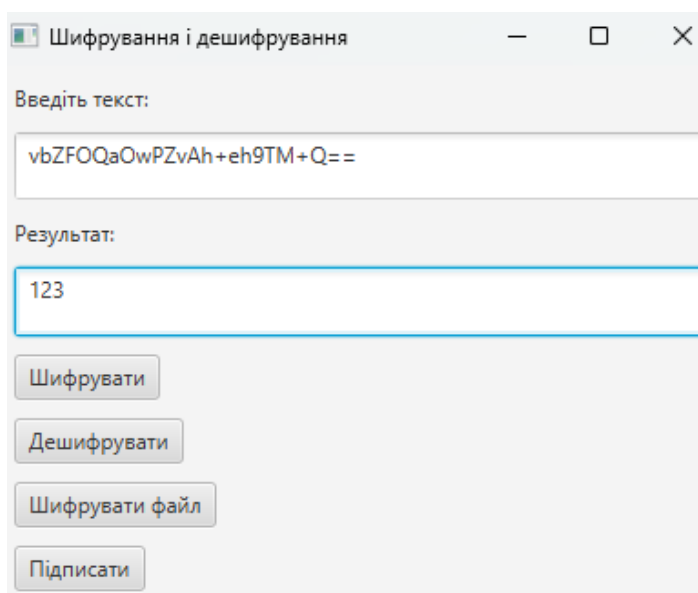 Шифрування і дешифрування
Введіть текст:
vbZFOQaOwPZvAh+eh9TM+Q==
Результат:
123
Шифрувати
Дешифрувати
Шифрувати файл
Підписати